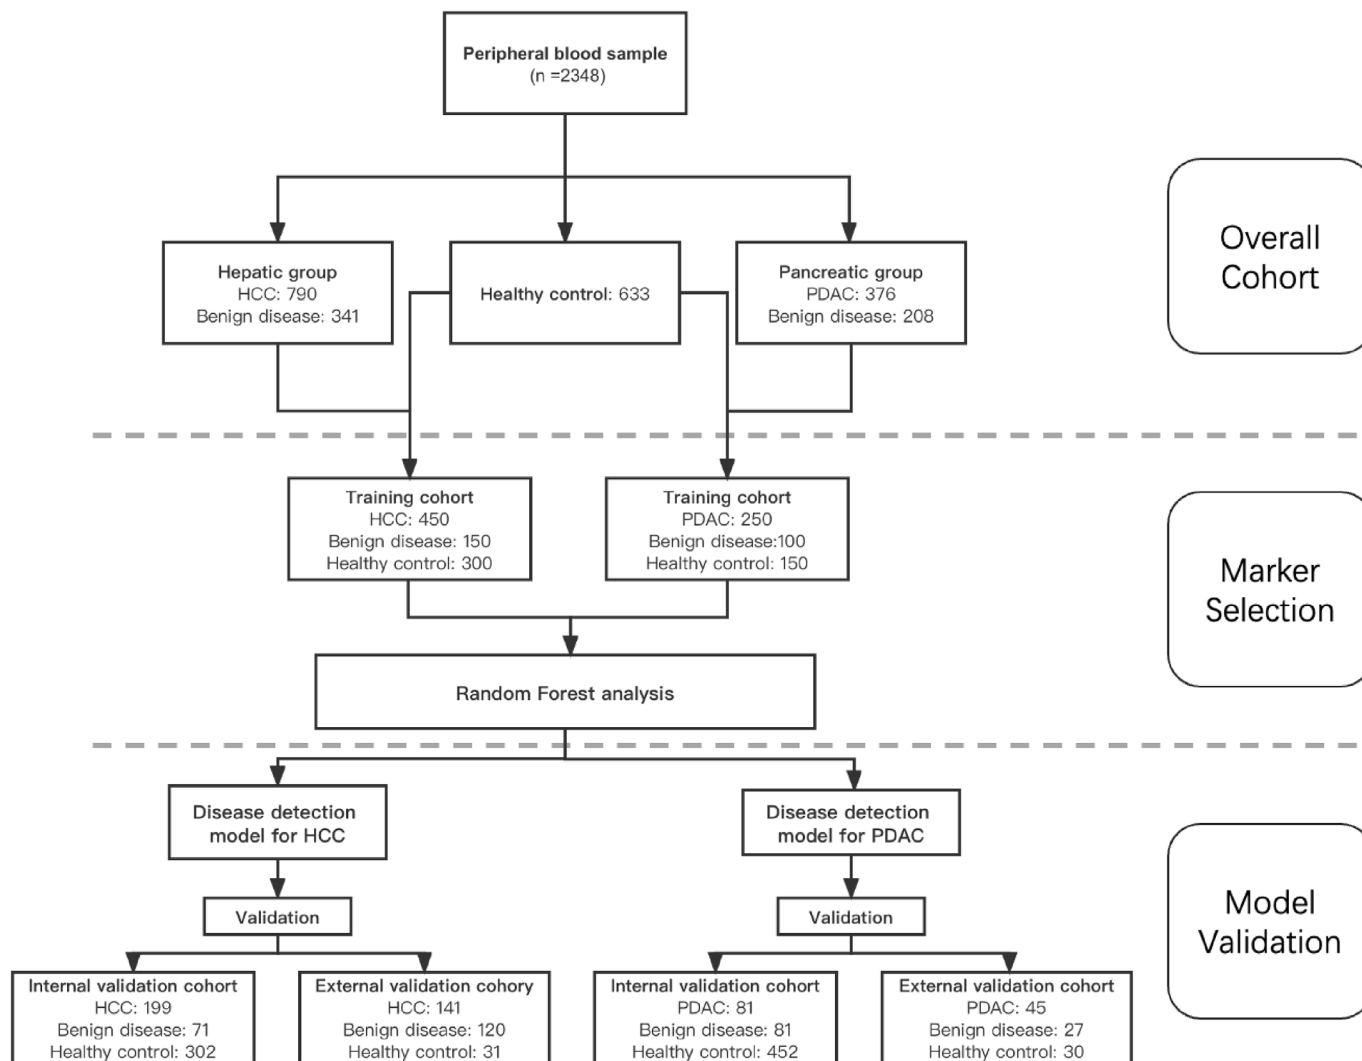 Peripheral blood sample
(n =2348)
Hepatic group
HCC: 790
Benign disease: 341
Healthy control: 633
Pancreatic group
PDAC: 376
Benign disease: 208
Overall
Cohort
Training cohort
HCC: 450
Benign disease: 150
Healthy control: 300
Training cohort
PDAC: 250
Benign disease:100
Healthy control: 150
Marker
Selection
Random Forest analysis
Disease detection
model for HCC
Disease detection
model for PDAC
Validation
Validation
Model
Validation
Internal validation cohort
HCC: 199
Benign disease: 71
Healthy control: 302
External validation cohory
HCC: 141
Benign disease: 120
Healthy control: 31
Internal validation cohort
PDAC: 81
Benign disease: 81
Healthy control: 452
External validation cohort
PDAC: 45
Benign disease: 27
Healthy control: 30